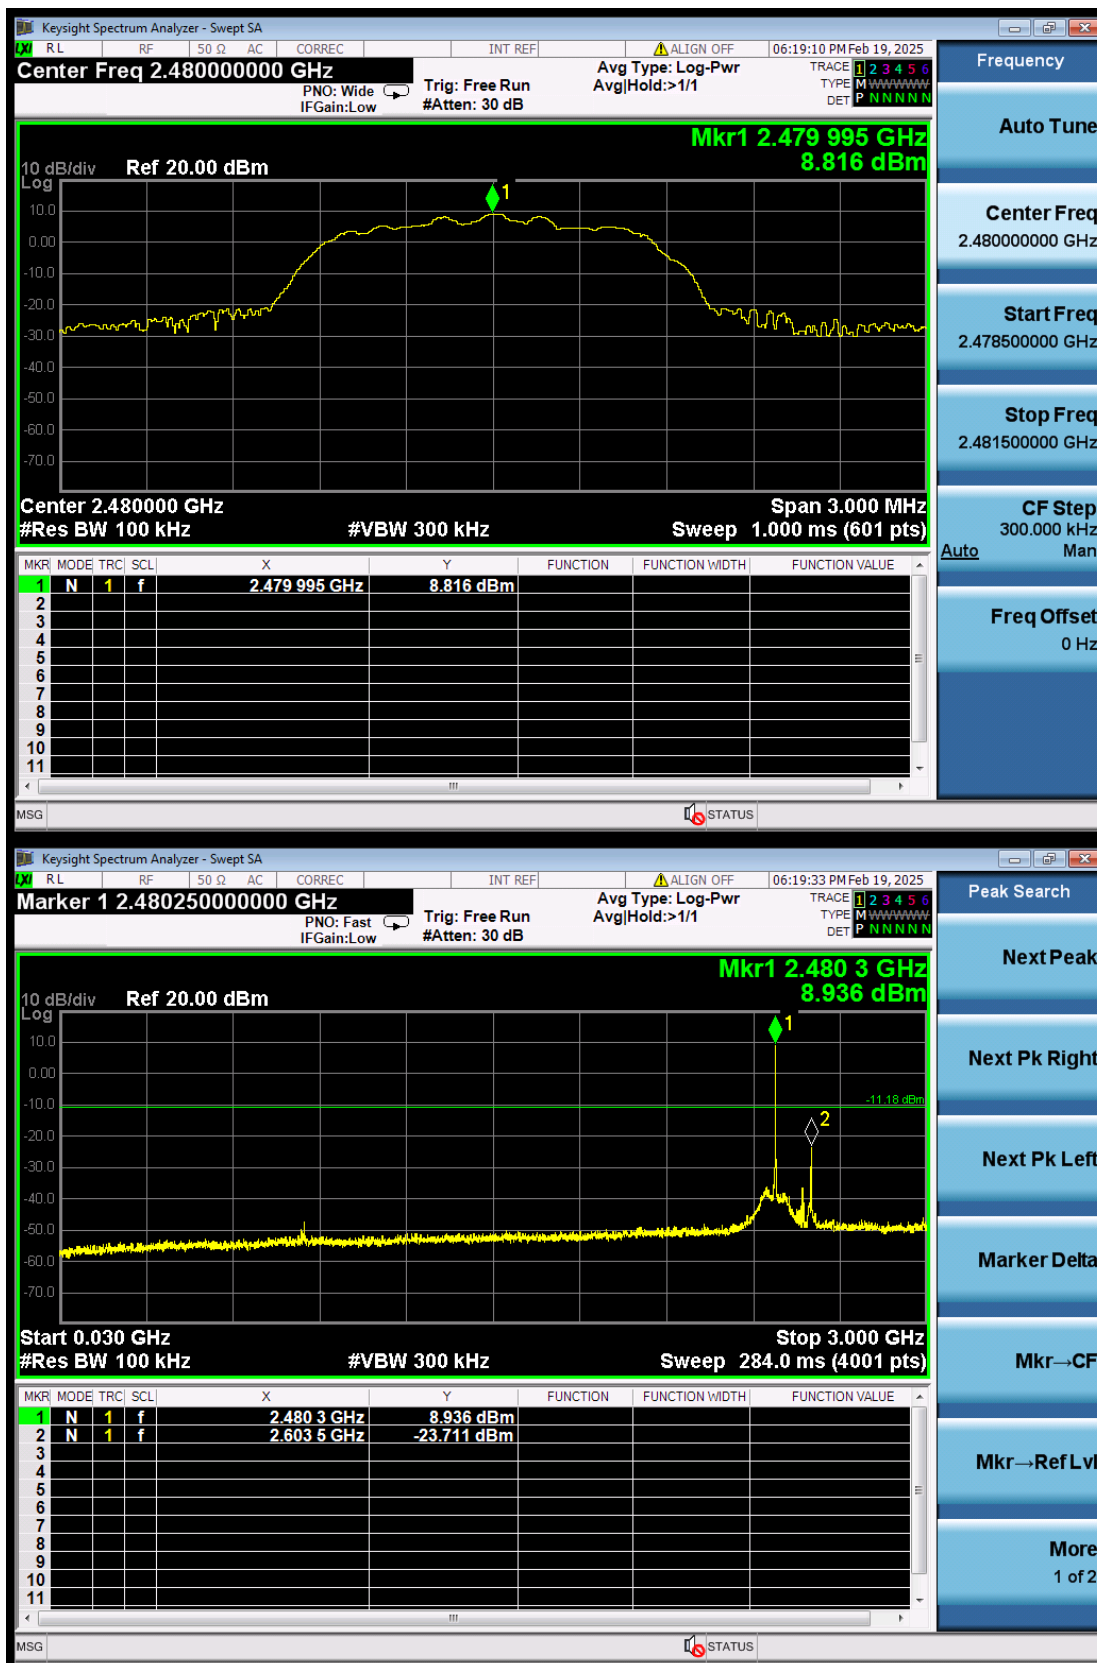 Keysight Spectrum Analyzer - Swept SA
LXI RL RF 50 Ω AC CORREC INT REF ALIGN OFF 06:19:10 PM Feb 19, 2025
Center Freq 2.480000000 GHz
PNO: Wide
IFGain:Low
Trig: Free Run
#Atten: 30 dB
Avg Type: Log-Pwr
Avg|Hold:>1/1
TRACE 1 2 3 4 5 6
TYPE M WWWWW
DET P N N N N N
Frequency
Auto Tune
Center Freq
2.480000000 GHz
Start Freq
2.478500000 GHz
Stop Freq
2.481500000 GHz
CF Step
300.000 kHz
Auto Man
Freq Offset
0 Hz
Mkr1 2.479 995 GHz
8.816 dBm
10 dB/div Ref 20.00 dBm
Log
1
10.0
0.00
-10.0
-20.0
-30.0
-40.0
-50.0
-60.0
-70.0
Center 2.480000 GHz Span 3.000 MHz
#Res BW 100 kHz #VBW 300 kHz Sweep 1.000 ms (601 pts)
MKR MODE TRC SCL X Y FUNCTION FUNCTION WIDTH FUNCTION VALUE
1 N 1 f 2.479 995 GHz 8.816 dBm
2
3
4
5
6
7
8
9
10
11
MSG STATUS
Keysight Spectrum Analyzer - Swept SA
LXI RL RF 50 Ω AC CORREC INT REF ALIGN OFF 06:19:33 PM Feb 19, 2025
Marker 1 2.480250000000 GHz
PNO: Fast
IFGain:Low
Trig: Free Run
#Atten: 30 dB
Avg Type: Log-Pwr
Avg|Hold:>1/1
TRACE 1 2 3 4 5 6
TYPE M WWWWW
DET P N N N N N
Peak Search
Next Peak
Next Pk Right
Next Pk Left
Marker Delta
Mkr→CF
Mkr→Ref Lvl
More
1 of 2
Mkr1 2.480 3 GHz
8.936 dBm
10 dB/div Ref 20.00 dBm
Log
1
10.0
0.00
-10.0
-11.18 dBm
2
-20.0
-30.0
-40.0
-50.0
-60.0
-70.0
Start 0.030 GHz Stop 3.000 GHz
#Res BW 100 kHz #VBW 300 kHz Sweep 284.0 ms (4001 pts)
MKR MODE TRC SCL X Y FUNCTION FUNCTION WIDTH FUNCTION VALUE
1 N 1 f 2.480 3 GHz 8.936 dBm
2 N 1 f 2.603 5 GHz -23.711 dBm
3
4
5
6
7
8
9
10
11
MSG STATUS